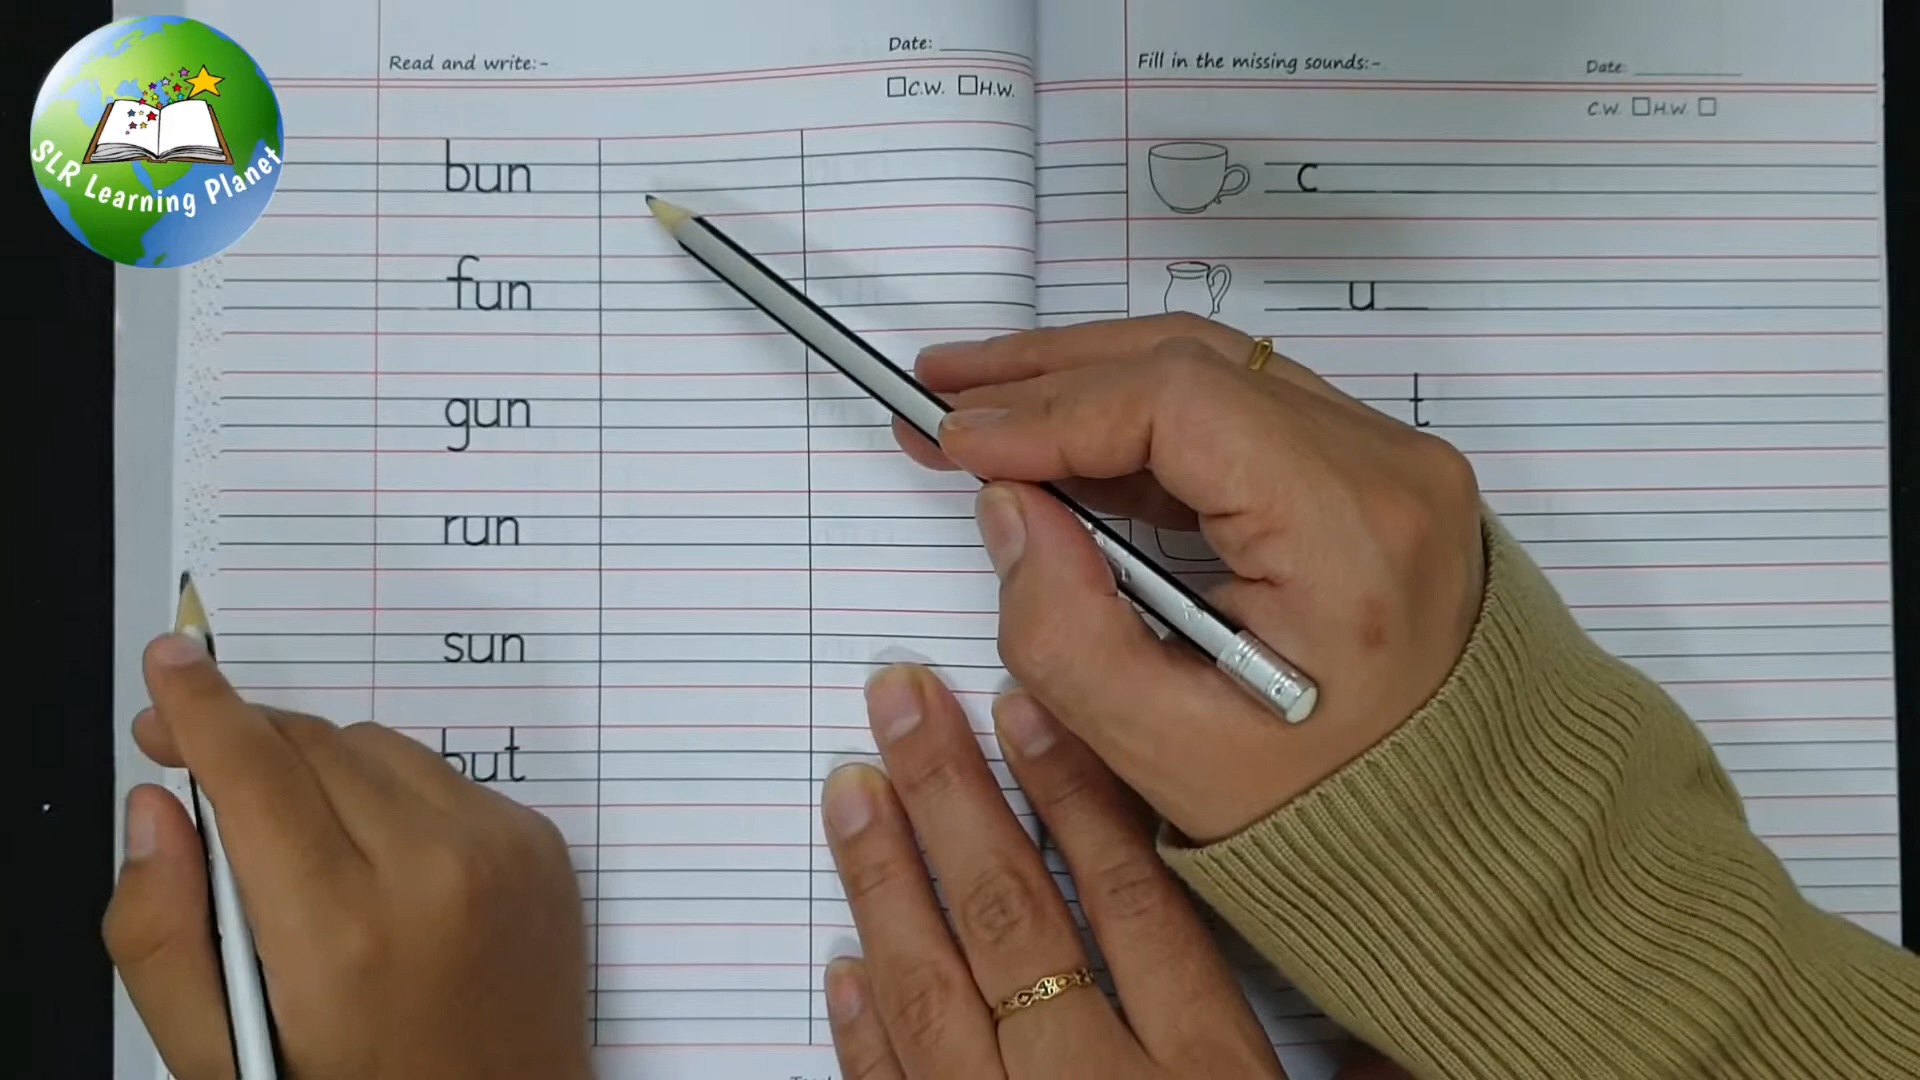 SLR Learning Planet
Read and write:-
Date:
C.W. H.W.
bun
fun
gun
run
sun
but
Fill in the missing sounds:-
Date:
C.W. H.W.
c
u
t